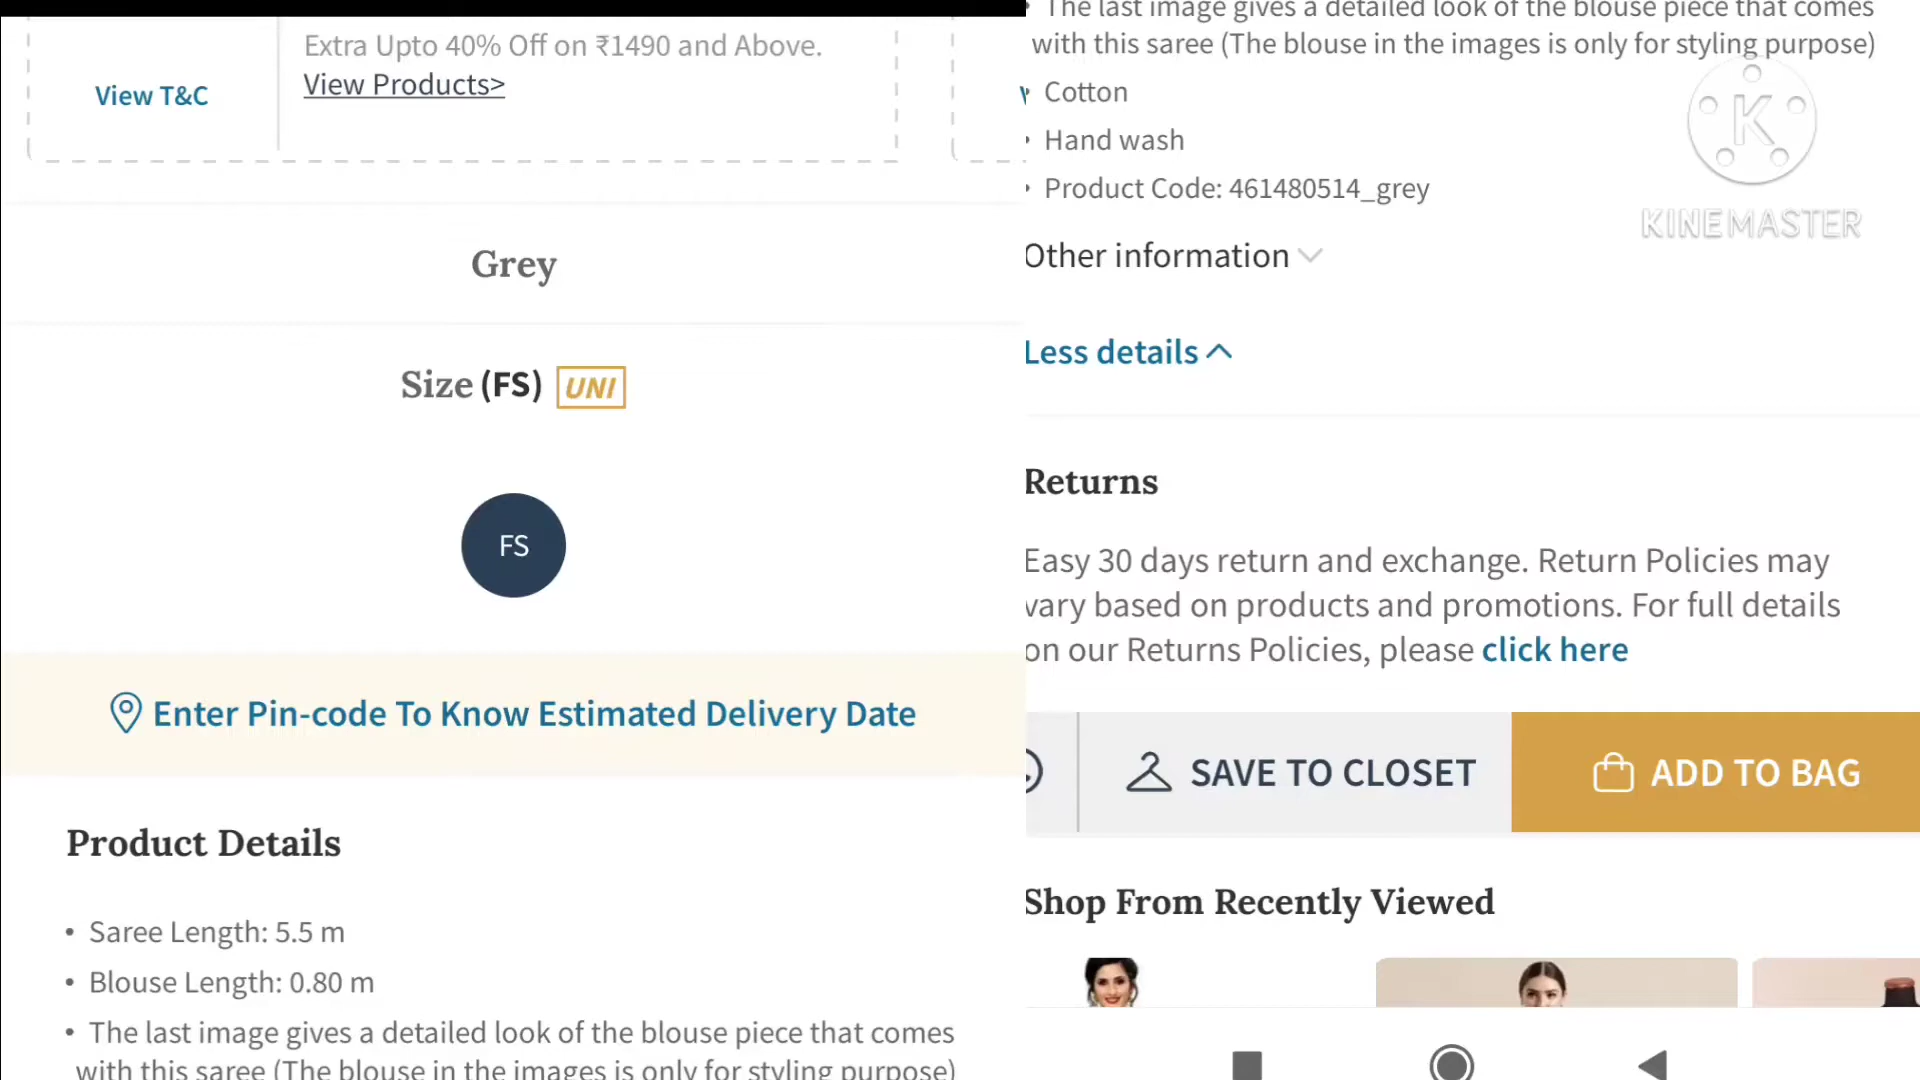 Extra Upto 40% Off on ₹1490 and Above.
View T&C
View Products>
Grey
Size (FS) UNI
FS
Enter Pin-code To Know Estimated Delivery Date
Product Details
• Saree Length: 5.5 m
• Blouse Length: 0.80 m
• The last image gives a detailed look of the blouse piece that comes
with this saree (The blouse in the images is only for styling purpose)
• The last image gives a detailed look of the blouse piece that comes
with this saree (The blouse in the images is only for styling purpose)
• Cotton
• Hand wash
• Product Code: 461480514_grey
K
KINEMASTER
Other information
Less details
Returns
Easy 30 days return and exchange. Return Policies may
vary based on products and promotions. For full details
on our Returns Policies, please click here
SAVE TO CLOSET
ADD TO BAG
Shop From Recently Viewed